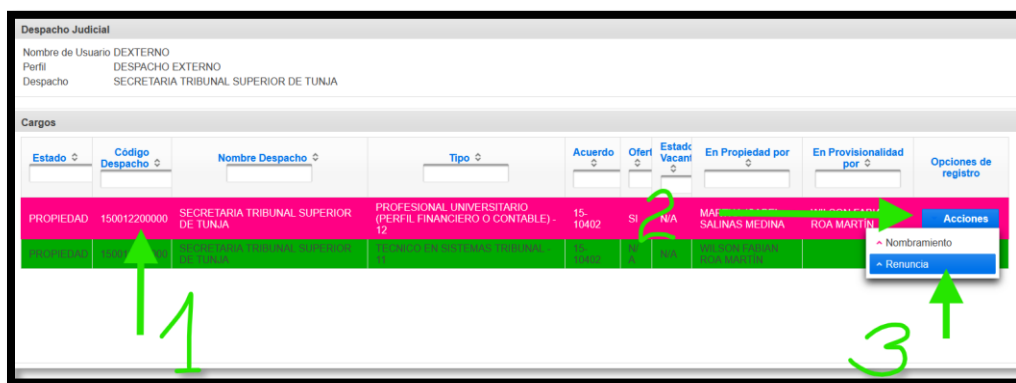 Despacho Judicial
Nombre de Usuario DEXTERNO
Perfil DESPACHO EXTERNO
Despacho SECRETARIA TRIBUNAL SUPERIOR DE TUNJA
Cargos
Estado
Código
Despacho
Nombre Despacho
Tipo
Acuerdo
Ofert
Estado
Vacant
En Propiedad por
En Provisionalidad
por
Opciones de
registro
PROPIEDAD 150012200000
SECRETARIA TRIBUNAL SUPERIOR
DE TUNJA
PROFESIONAL UNIVERSITARIO
(PERFIL FINANCIERO O CONTABLE) -
12
15-
10402
SI
N/A
SALINAS MEDINA
ROA MARTÍN
Acciones
Nombramiento
Renuncia
PROPIEDAD
SECRETARIA TRIBUNAL SUPERIOR
DE TUNJA
TECNICO EN SISTEMAS TRIBUNAL -
11
15-
10402
N/
A
N/A
WILSON FABIAN
ROA MARTÍN
1
2
3